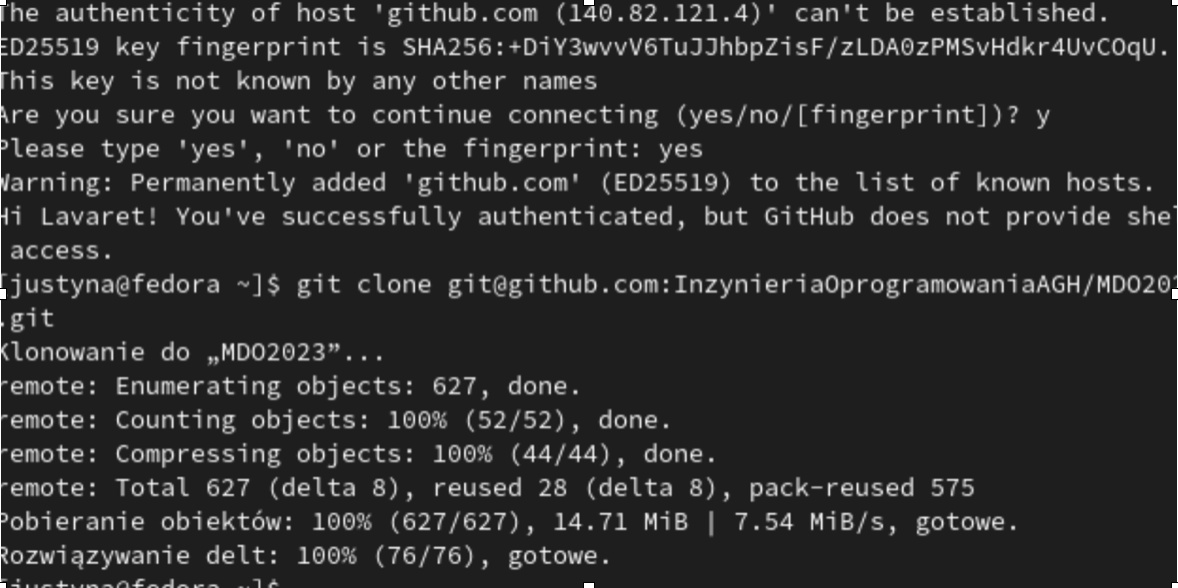 The authenticity of host 'github.com (140.82.121.4)' can't be established.
ED25519 key fingerprint is SHA256:+DiY3wvvV6TuJJhbpZisF/zLDA0zPMSvHdkr4UvCOqU.
This key is not known by any other names
Are you sure you want to continue connecting (yes/no/[fingerprint])? y
Please type 'yes', 'no' or the fingerprint: yes
Warning: Permanently added 'github.com' (ED25519) to the list of known hosts.
Hi Lavaret! You've successfully authenticated, but GitHub does not provide shel
access.
[justyna@fedora ~]$ git clone git@github.com:InzynieriaOprogramowaniaAGH/MDO202
.git
Klonowanie do „MDO2023”...
remote: Enumerating objects: 627, done.
remote: Counting objects: 100% (52/52), done.
remote: Compressing objects: 100% (44/44), done.
remote: Total 627 (delta 8), reused 28 (delta 8), pack-reused 575
Pobieranie obiektów: 100% (627/627), 14.71 MiB | 7.54 MiB/s, gotowe.
Rozwiązywanie delt: 100% (76/76), gotowe.
[justyna@fedora ~]$